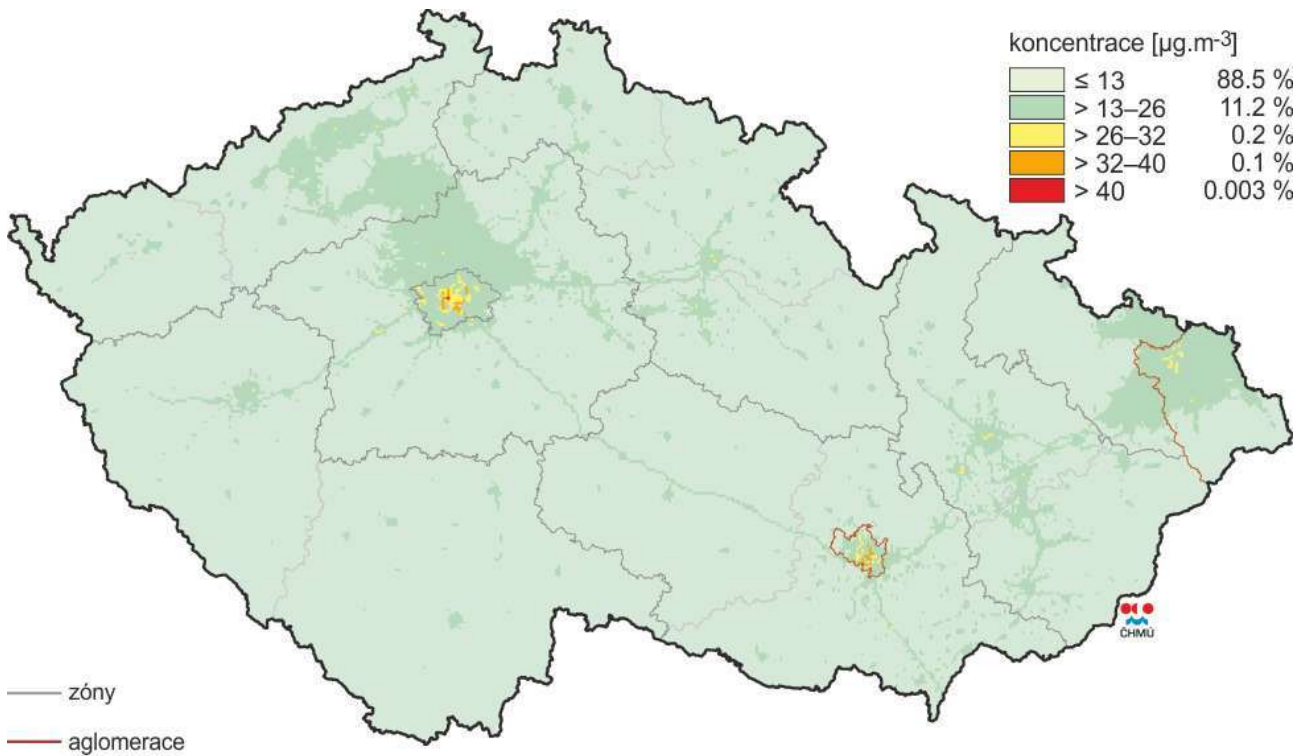 koncentrace [µg.m-3]
≤ 13 88.5 %
> 13–26 11.2 %
> 26–32 0.2 %
> 32–40 0.1 %
> 40 0.003 %
ČHMÚ
zóny
aglomerace